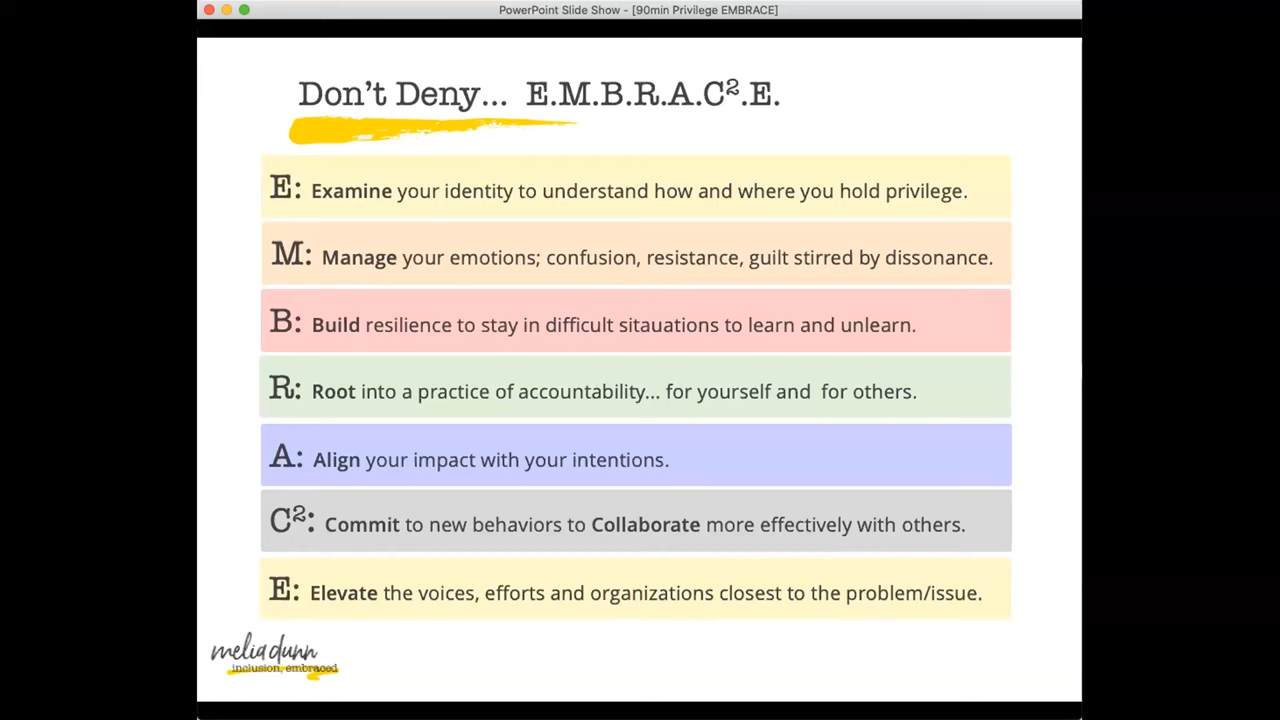 PowerPoint Slide Show - [90min Privilege EMBRACE]
Don't Deny... E.M.B.R.A.C².E.
E: Examine your identity to understand how and where you hold privilege.
M: Manage your emotions; confusion, resistance, guilt stirred by dissonance.
B: Build resilience to stay in difficult sitauations to learn and unlearn.
R: Root into a practice of accountability... for yourself and for others.
A: Align your impact with your intentions.
C²: Commit to new behaviors to Collaborate more effectively with others.
E: Elevate the voices, efforts and organizations closest to the problem/issue.
melia dunn
inclusion, embraced